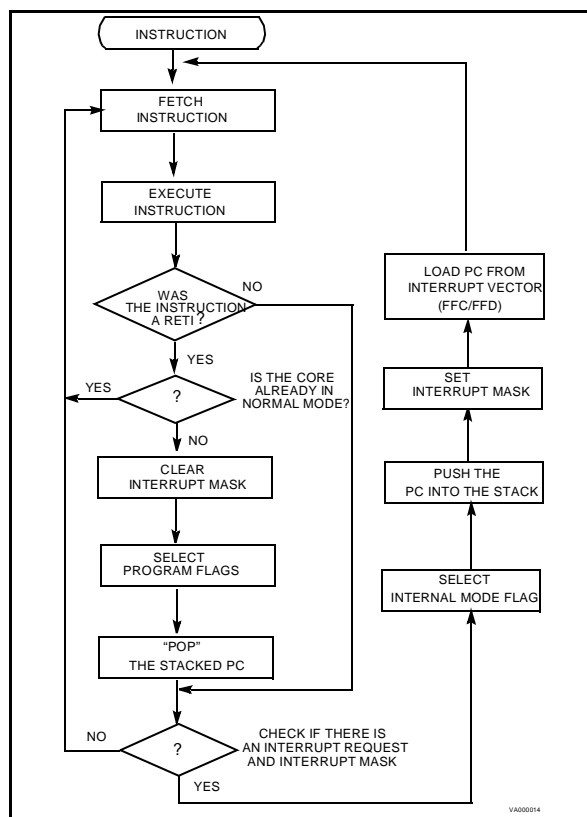 INSTRUCTION
FETCH
INSTRUCTION
EXECUTE
INSTRUCTION
WAS
THE INSTRUCTION
A RETI ?
NO
YES
?
YES
IS THE CORE
ALREADY IN
NORMAL MODE?
NO
CLEAR
INTERRUPT MASK
SELECT
PROGRAM FLAGS
“POP”
THE STACKED PC
?
NO
CHECK IF THERE IS
AN INTERRUPT REQUEST
AND INTERRUPT MASK
YES
LOAD PC FROM
INTERRUPT VECTOR
(FFC/FFD)
SET
INTERRUPT MASK
PUSH THE
PC INTO THE STACK
SELECT
INTERNAL MODE FLAG
VA000014